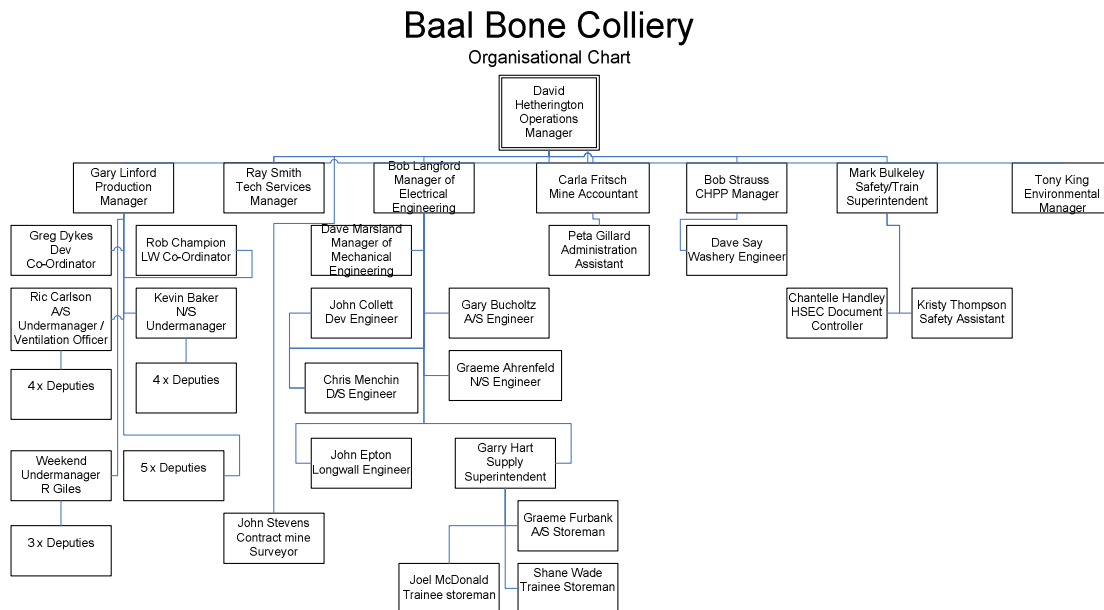 Baal Bone Colliery
Organisational Chart
David
Hetherington
Operations
Manager
Gary Linford
Production
Manager
Ray Smith
Tech Services
Manager
Bob Langford
Manager of
Electrical
Engineering
Carla Fritsch
Mine Accountant
Bob Strauss
CHPP Manager
Mark Bulkeley
Safety/Train
Superintendent
Tony King
Environmental
Manager
Greg Dykes
Dev
Co-Ordinator
Rob Champion
LW Co-Ordinator
Dave Marsland
Manager of
Mechanical
Engineering
Peta Gillard
Administration
Assistant
Dave Say
Washery Engineer
Ric Carlson
A/S
Undermanager /
Ventilation Officer
Kevin Baker
N/S
Undermanager
John Collett
Dev Engineer
Gary Bucholtz
A/S Engineer
Chantelle Handley
HSEC Document
Controller
Kristy Thompson
Safety Assistant
4 x Deputies
4 x Deputies
Chris Menchin
D/S Engineer
Graeme Ahrenfeld
N/S Engineer
Weekend
Undermanager
R Giles
5 x Deputies
John Epton
Longwall Engineer
Garry Hart
Supply
Superintendent
3 x Deputies
John Stevens
Contract mine
Surveyor
Graeme Furbank
A/S Storeman
Joel McDonald
Trainee storeman
Shane Wade
Trainee Storeman